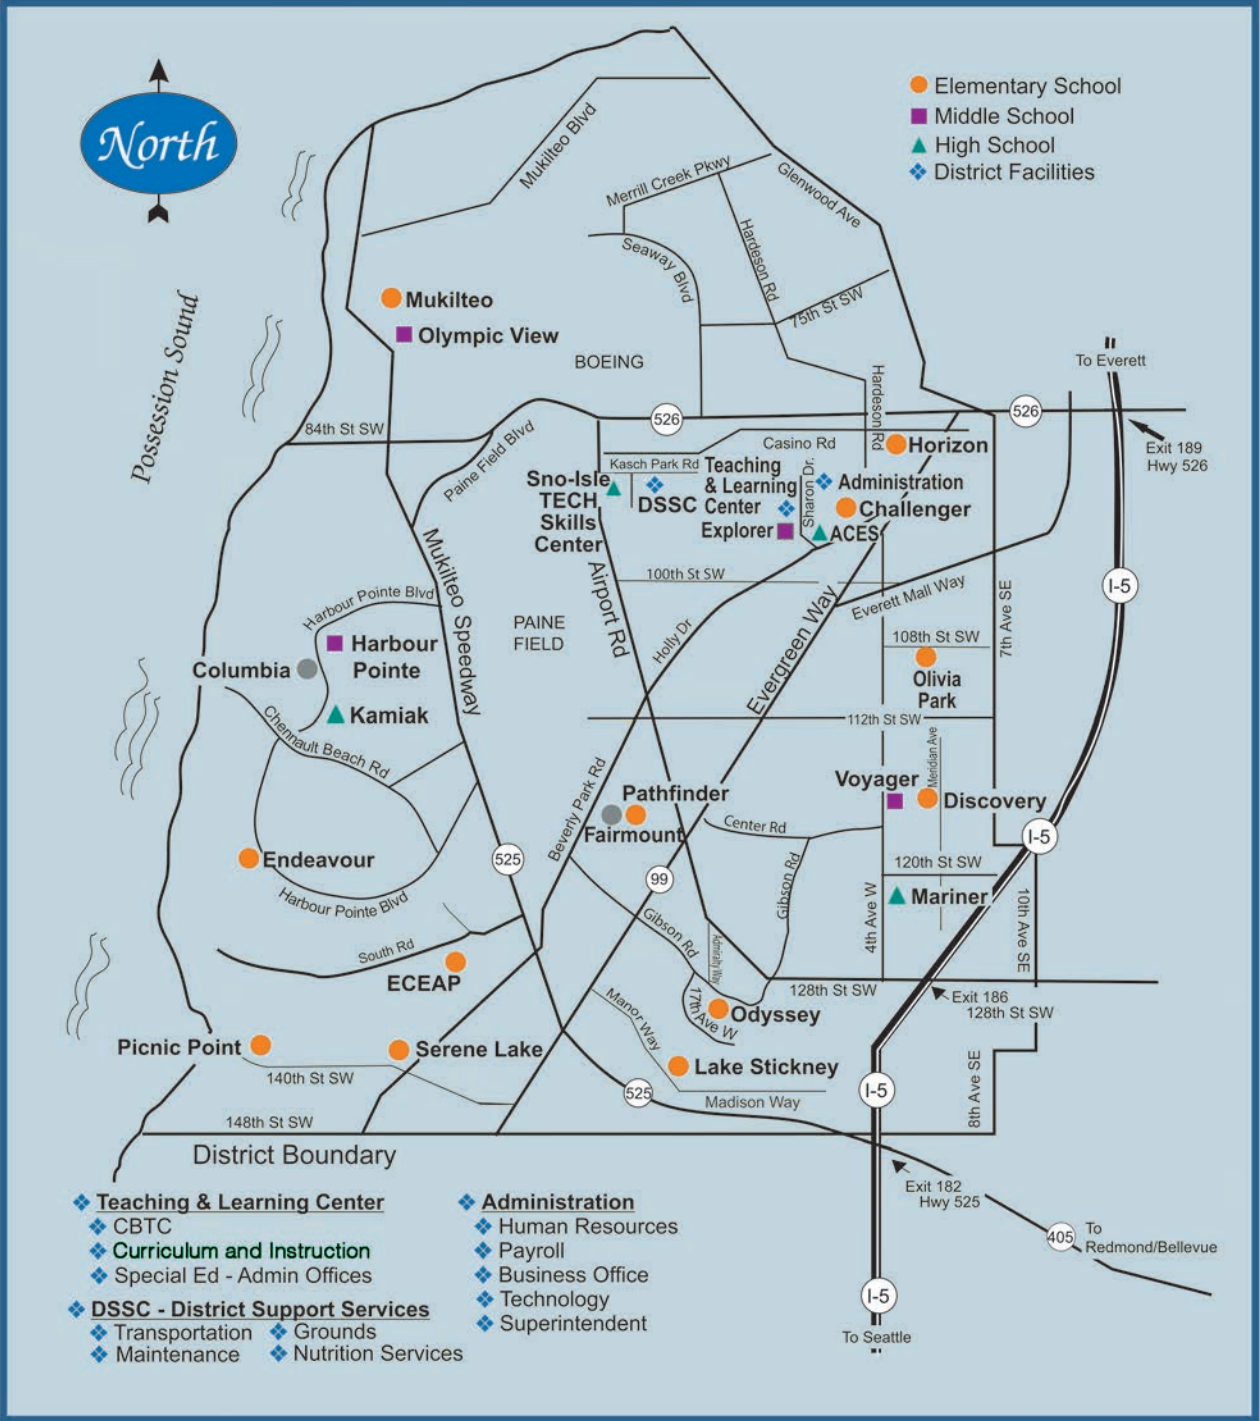 North
Elementary School
Middle School
High School
District Facilities
Mukilteo Blvd
Merrill Creek Pkwy
Glenwood Ave
Seaway Blvd
Hardeson Rd
75th St SW
Possession Sound
Mukilteo
Olympic View
BOEING
Hardeson Rd
To Everett
526
526
84th St SW
Paine Field Blvd
Casino Rd
Horizon
Exit 189
Hwy 526
Kasch Park Rd
Sno-Isle
TECH
Skills
Center
DSSC
Teaching
& Learning
Center
Sharon Dr.
Administration
Challenger
Explorer
ACES
Mukilteo Speedway
Airport Rd
100th St SW
Everett Mall Way
I-5
Harbour Pointe Blvd
PAINE
FIELD
Holly Dr
Evergreen Way
108th St SW
7th Ave SE
Harbour
Pointe
Columbia
Olivia
Park
Kamiak
Chennault Beach Rd
112th St SW
Meridian Ave
Voyager
Discovery
Beverly Park Rd
Pathfinder
Fairmount
Center Rd
I-5
Endeavour
525
99
120th St SW
Harbour Pointe Blvd
Gibson Rd
Gibson Rd
4th Ave W
Mariner
10th Ave SE
Admiralty Way
South Rd
ECEAP
128th St SW
Exit 186
128th St SW
17th Ave W
Odyssey
Manor Way
Picnic Point
Serene Lake
140th St SW
Lake Stickney
525
Madison Way
I-5
8th Ave SE
148th St SW
District Boundary
Exit 182
Hwy 525
405
To
Redmond/Bellevue
I-5
To Seattle
Teaching & Learning Center
CBTC
Curriculum and Instruction
Special Ed - Admin Offices
DSSC - District Support Services
Transportation Grounds
Maintenance Nutrition Services
Administration
Human Resources
Payroll
Business Office
Technology
Superintendent